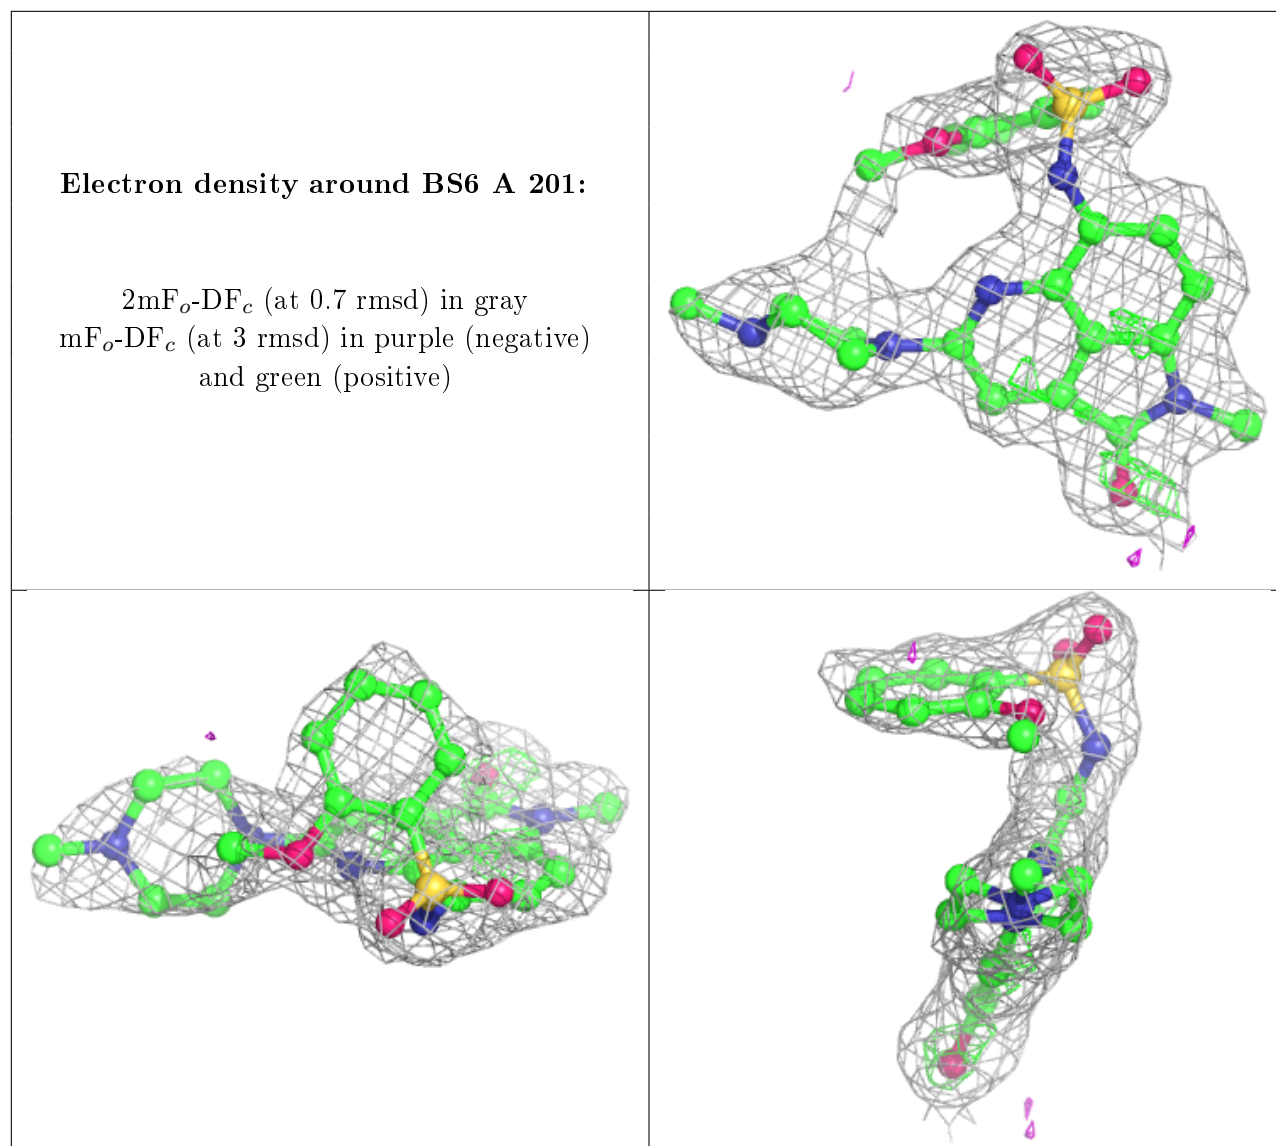 Electron density around BS6 A 201:
2mFo-DFc (at 0.7 rmsd) in gray
mFo-DFc (at 3 rmsd) in purple (negative)
and green (positive)